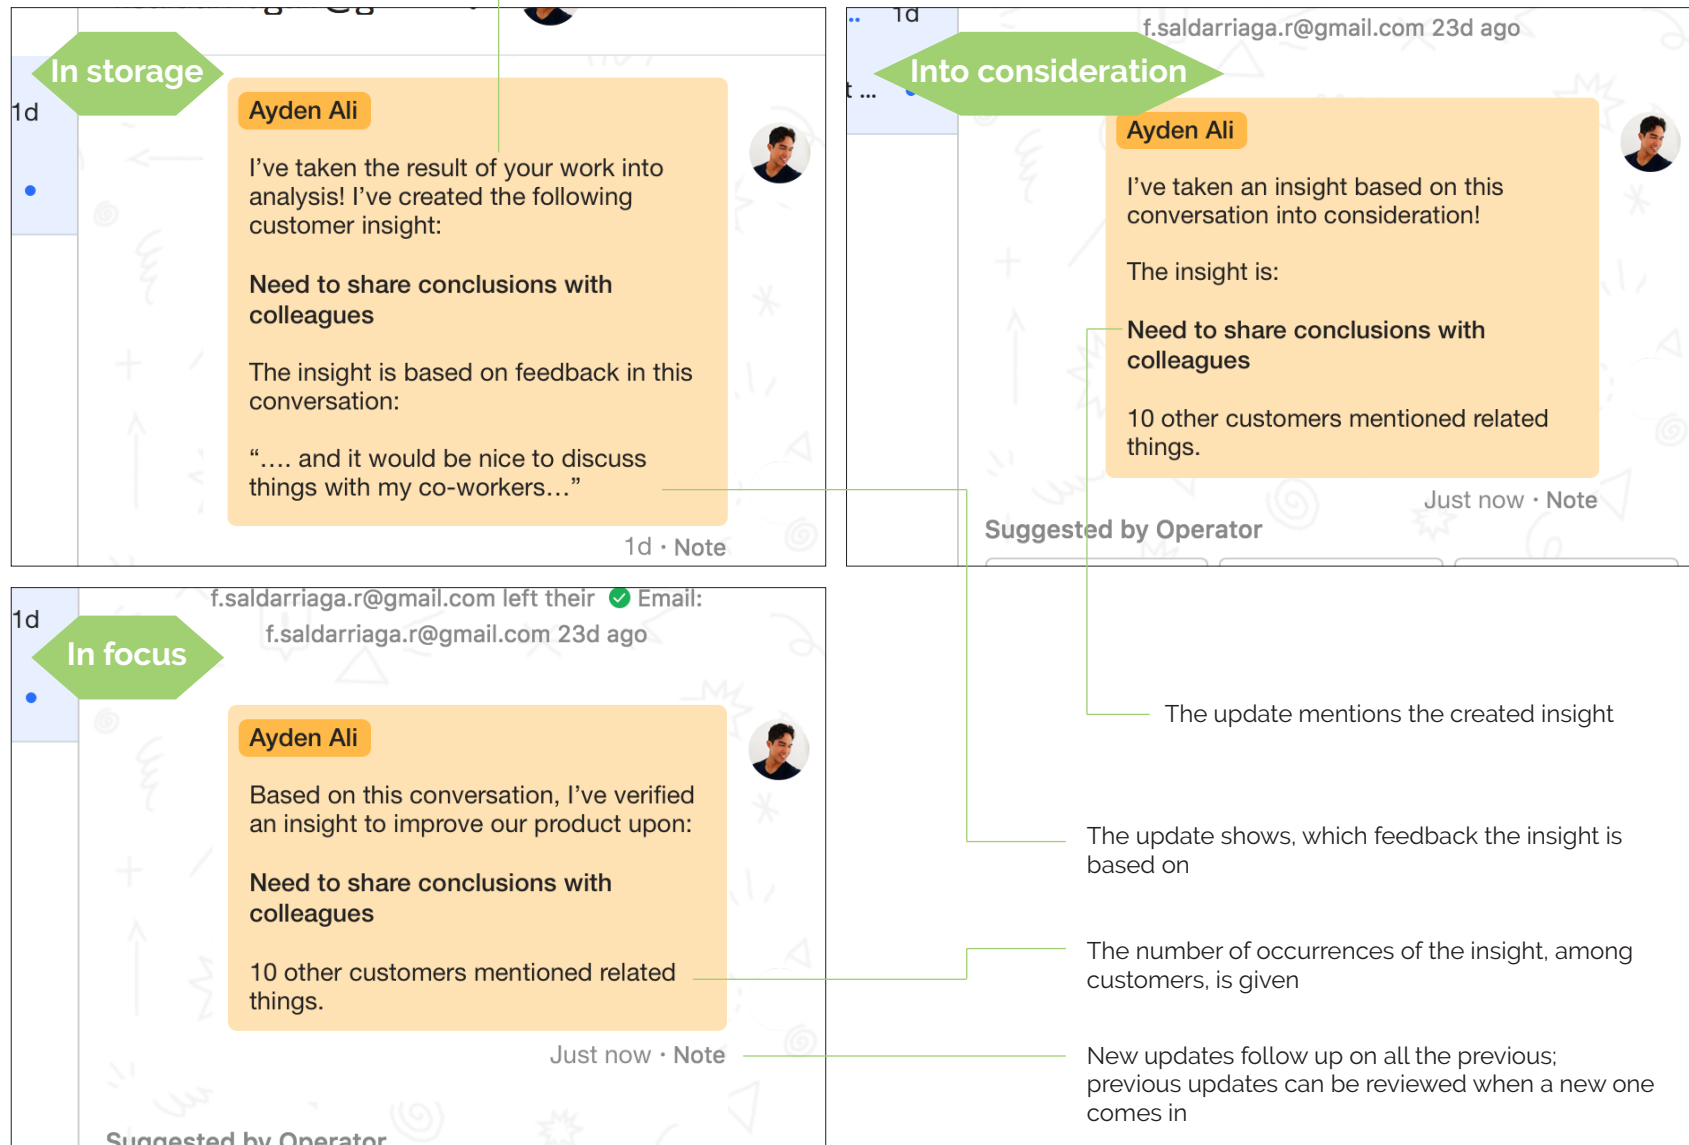 1d
In storage
Ayden Ali
I’ve taken the result of your work into
analysis! I’ve created the following
customer insight:
Need to share conclusions with
colleagues
The insight is based on feedback in this
conversation:
“…. and it would be nice to discuss
things with my co-workers…”
1d · Note
1d
f.saldarriaga.r@gmail.com 23d ago
Into consideration
t ...
Ayden Ali
I’ve taken an insight based on this
conversation into consideration!
The insight is:
Need to share conclusions with
colleagues
10 other customers mentioned related
things.
Just now · Note
Suggested by Operator
f.saldarriaga.r@gmail.com left their Email:
f.saldarriaga.r@gmail.com 23d ago
1d
In focus
Ayden Ali
Based on this conversation, I’ve verified
an insight to improve our product upon:
Need to share conclusions with
colleagues
10 other customers mentioned related
things.
Just now · Note
Suggested by Operator
The update mentions the created insight
The update shows, which feedback the insight is
based on
The number of occurrences of the insight, among
customers, is given
New updates follow up on all the previous;
previous updates can be reviewed when a new one
comes in